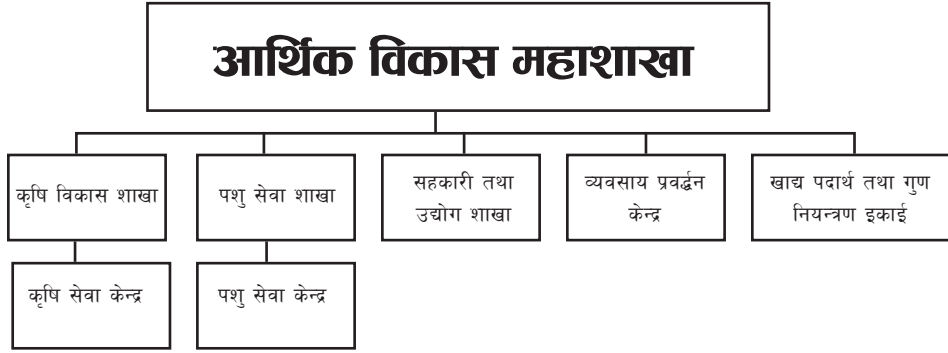 आर्थिक विकास महाशाखा
कृषि विकास शाखा
पशु सेवा शाखा
सहकारी तथा
उद्योग शाखा
व्यवसाय प्रवर्द्धन
केन्द्र
खाद्य पदार्थ तथा गुण
नियन्त्रण इकाई
कृषि सेवा केन्द्र
पशु सेवा केन्द्र